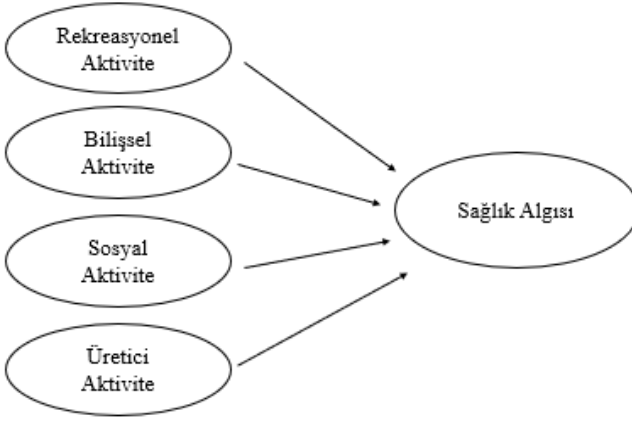 Rekreasyonel
Aktivite
Bilişsel
Aktivite
Sağlık Algısı
Sosyal
Aktivite
Üretici
Aktivite